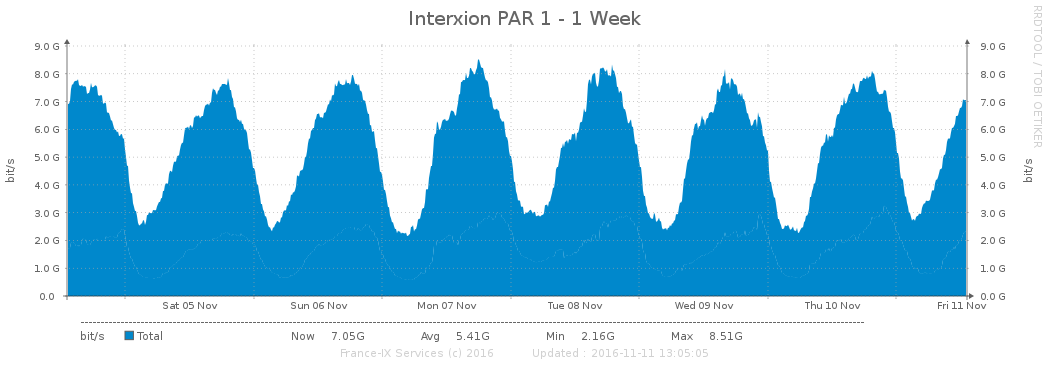 Interxion PAR 1 - 1 Week
RRDTOOL / TOBI OETIKER
bit/s
9.0 G 9.0 G
8.0 G 8.0 G
7.0 G 7.0 G
6.0 G 6.0 G
5.0 G 5.0 G
4.0 G 4.0 G
3.0 G 3.0 G
2.0 G 2.0 G
1.0 G 1.0 G
0.0 0.0 G
bit/s
Sat 05 Nov Sun 06 Nov Mon 07 Nov Tue 08 Nov Wed 09 Nov Thu 10 Nov Fri 11 Nov
bit/s Total Now 7.05G Avg 5.41G Min 2.16G Max 8.51G
France-IX Services (c) 2016 Updated : 2016-11-11 13:05:05